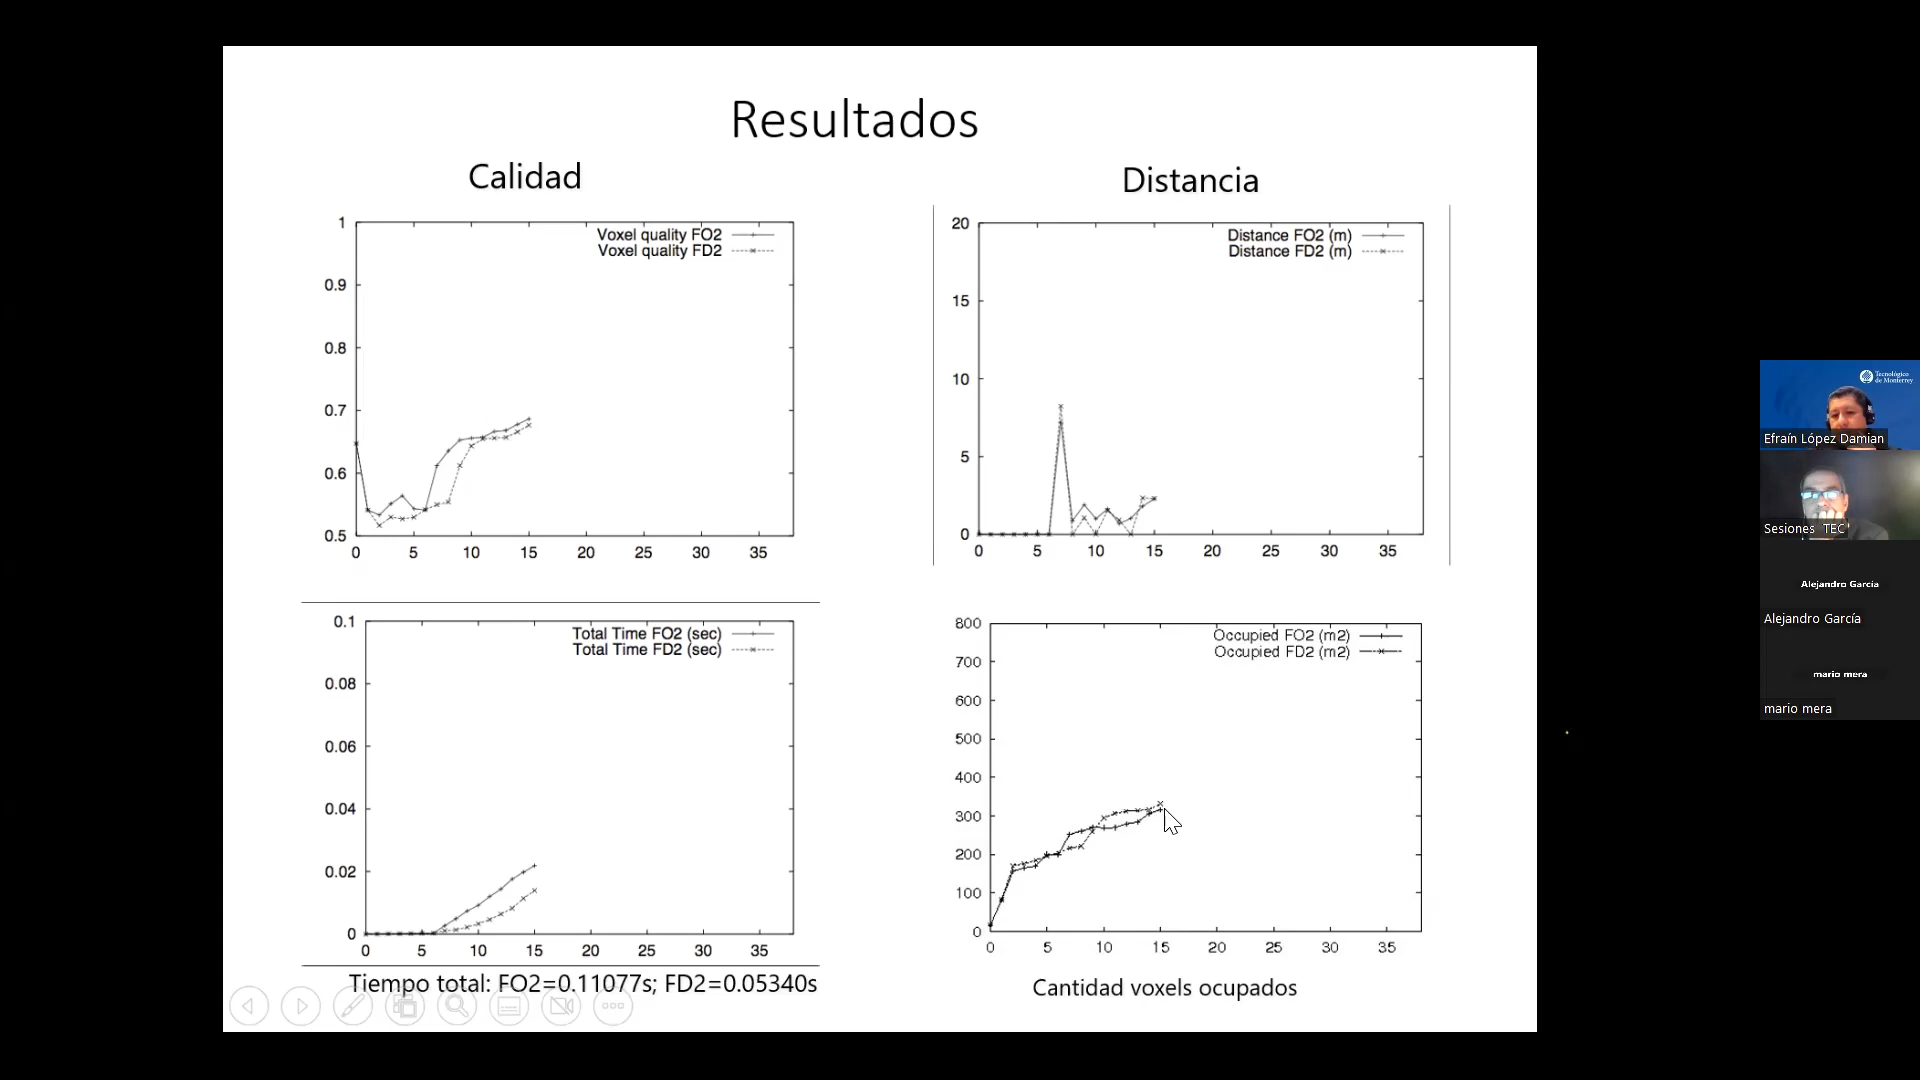 Resultados
Calidad
Distancia
1
0.9
0.8
0.7
0.6
0.5
0 5 10 15 20 25 30 35
Voxel quality FO2
Voxel quality FD2
20
15
10
5
0
0 5 10 15 20 25 30 35
Distance FO2 (m)
Distance FD2 (m)
0.1
0.08
0.06
0.04
0.02
0
0 5 10 15 20 25 30 35
Total Time FO2 (sec)
Total Time FD2 (sec)
Tiempo total: FO2=0.11077s; FD2=0.05340s
800
700
600
500
400
300
200
100
0
0 5 10 15 20 25 30 35
Occupied FO2 (m2)
Occupied FD2 (m2)
Cantidad voxels ocupados
Tecnológico
de Monterrey
Efraín López Damian
Sesiones TEC
Alejandro García
Alejandro García
mario mera
mario mera